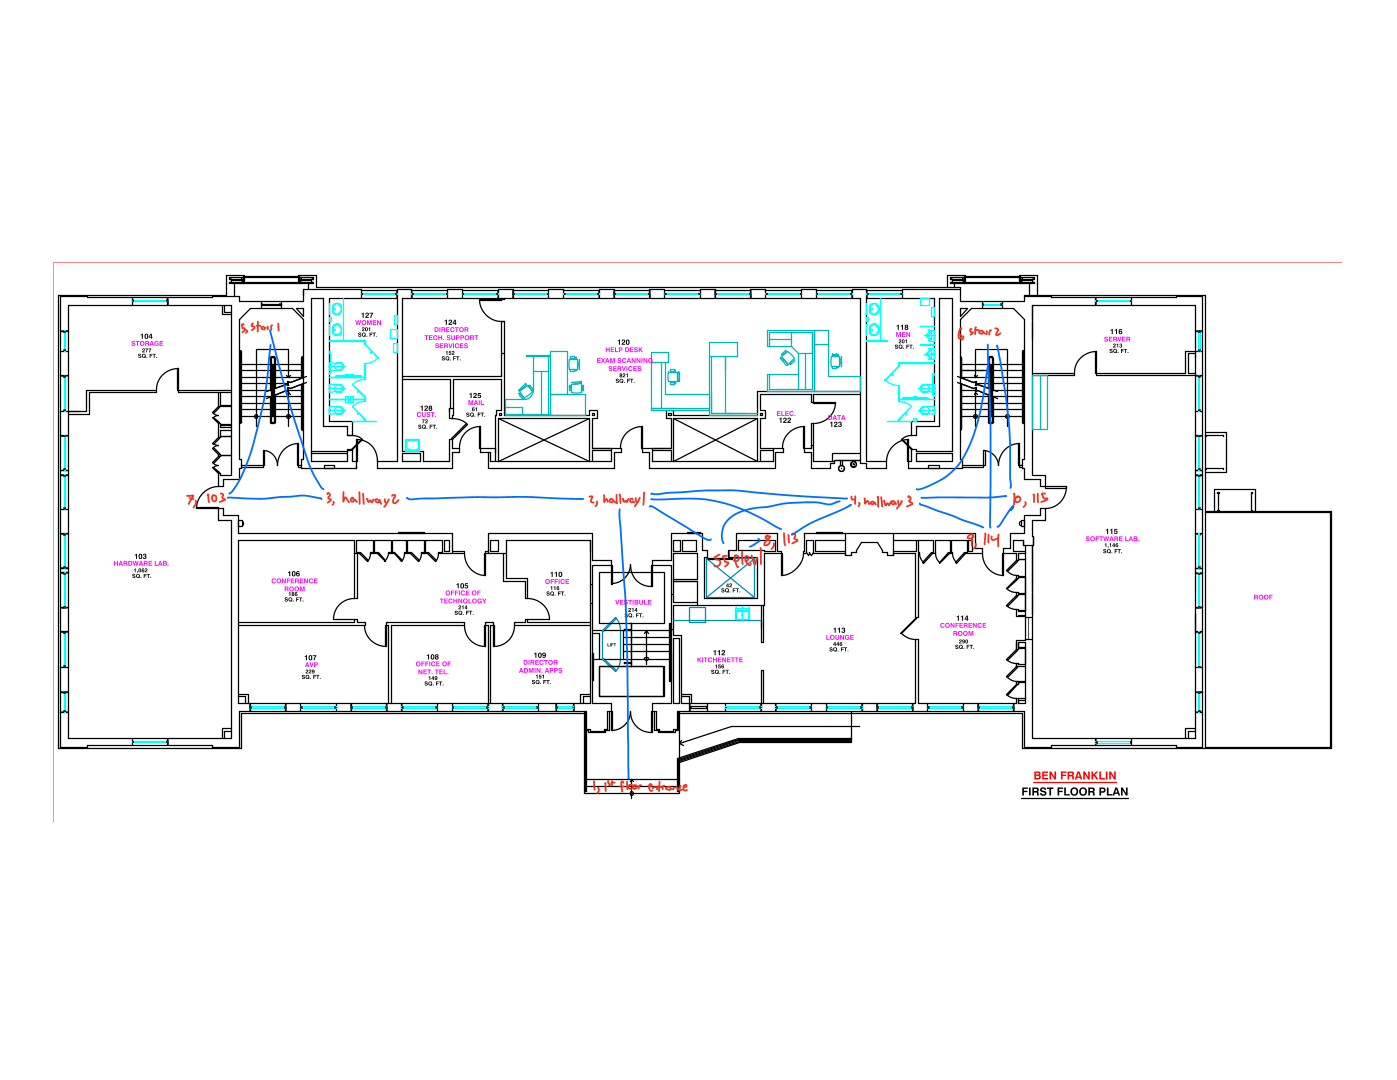 104
STORAGE
277
SQ. FT.
5, stair 1
127
WOMEN
201
SQ. FT.
124
DIRECTOR
TECH. SUPPORT
SERVICES
152
SQ. FT.
120
HELP DESK
EXAM SCANNING
SERVICES
821
SQ. FT.
118
MEN
201
SQ. FT.
6 stair 2
116
SERVER
213
SQ. FT.
128
CUST.
72
SQ. FT.
125
MAIL
61
SQ. FT.
ELEC.
122
DATA
123
7, 103
3, hallway 2
2, hallway 1
4, hallway 3
10, 115
8, 113
9, 114
103
HARDWARE LAB.
1,062
SQ. FT.
115
SOFTWARE LAB.
1,146
SQ. FT.
106
CONFERENCE
ROOM
186
SQ. FT.
105
OFFICE OF
TECHNOLOGY
214
SQ. FT.
110
OFFICE
116
SQ. FT.
VESTIBULE
214
SQ. FT.
42
SQ. FT.
ROOF
107
AVP
229
SQ. FT.
108
OFFICE OF
NET. TEL.
149
SQ. FT.
109
DIRECTOR
ADMIN. APPS
151
SQ. FT.
LIFT
112
KITCHENETTE
156
SQ. FT.
113
LOUNGE
446
SQ. FT.
114
CONFERENCE
ROOM
290
SQ. FT.
1, 1st floor entrance
BEN FRANKLIN
FIRST FLOOR PLAN